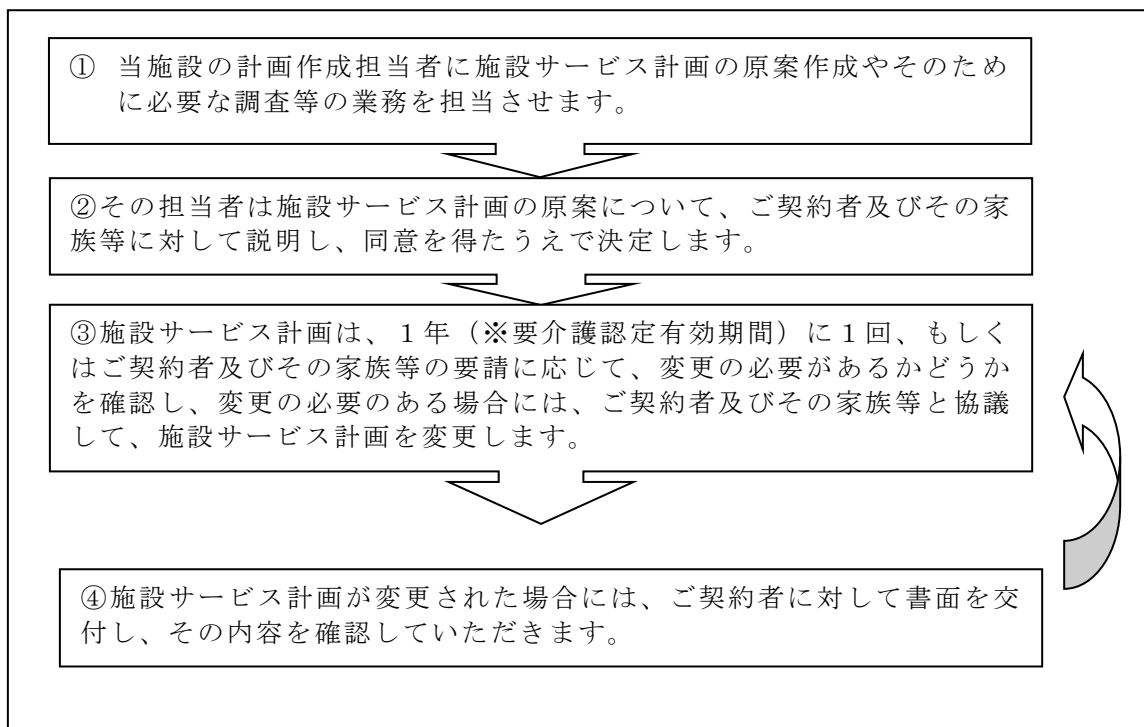 ① 当施設の計画作成担当者に施設サービス計画の原案作成やそのため
に必要な調査等の業務を担当させます。
②その担当者は施設サービス計画の原案について、ご契約者及びその家
族等に対して説明し、同意を得たうえで決定します。
③施設サービス計画は、１年（※要介護認定有効期間）に１回、もしく
はご契約者及びその家族等の要請に応じて、変更の必要があるかどうか
を確認し、変更の必要のある場合には、ご契約者及びその家族等と協議
して、施設サービス計画を変更します。
④施設サービス計画が変更された場合には、ご契約者に対して書面を交
付し、その内容を確認していただきます。